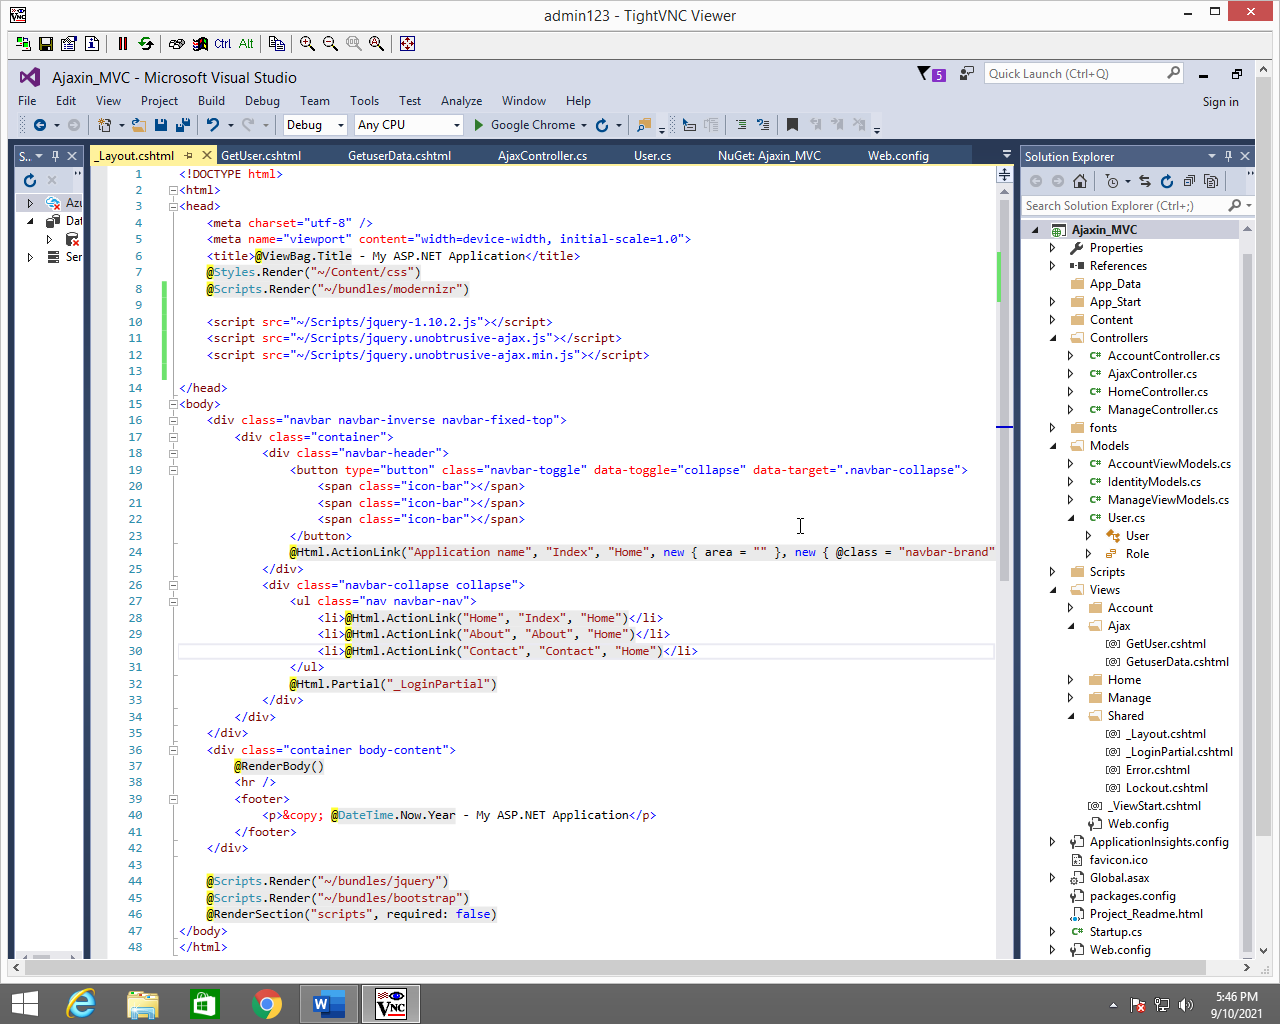 admin123 - TightVNC Viewer
Ctrl Alt
Ajaxin_MVC - Microsoft Visual Studio
5
Quick Launch (Ctrl+Q)
File Edit View Project Build Debug Team Tools Test Analyze Window Help
Sign in
Debug Any CPU Google Chrome
S.. _Layout.cshtml GetUser.cshtml GetuserData.cshtml AjaxController.cs User.cs NuGet: Ajaxin_MVC Web.config
Azu
Dat
Ser
1 <!DOCTYPE html>
2 <html>
3 <head>
4 <meta charset="utf-8" />
5 <meta name="viewport" content="width=device-width, initial-scale=1.0">
6 <title>@ViewBag.Title - My ASP.NET Application</title>
7 @Styles.Render("~/Content/css")
8 @Scripts.Render("~/bundles/modernizr")
9
10 <script src="~/Scripts/jquery-1.10.2.js"></script>
11 <script src="~/Scripts/jquery.unobtrusive-ajax.js"></script>
12 <script src="~/Scripts/jquery.unobtrusive-ajax.min.js"></script>
13
14 </head>
15 <body>
16 <div class="navbar navbar-inverse navbar-fixed-top">
17 <div class="container">
18 <div class="navbar-header">
19 <button type="button" class="navbar-toggle" data-toggle="collapse" data-target=".navbar-collapse">
20 <span class="icon-bar"></span>
21 <span class="icon-bar"></span>
22 <span class="icon-bar"></span>
23 </button>
24 @Html.ActionLink("Application name", "Index", "Home", new { area = "" }, new { @class = "navbar-brand"
25 </div>
26 <div class="navbar-collapse collapse">
27 <ul class="nav navbar-nav">
28 <li>@Html.ActionLink("Home", "Index", "Home")</li>
29 <li>@Html.ActionLink("About", "About", "Home")</li>
30 <li>@Html.ActionLink("Contact", "Contact", "Home")</li>
31 </ul>
32 @Html.Partial("_LoginPartial")
33 </div>
34 </div>
35 </div>
36 <div class="container body-content">
37 @RenderBody()
38 <hr />
39 <footer>
40 <p>&copy; @DateTime.Now.Year - My ASP.NET Application</p>
41 </footer>
42 </div>
43
44 @Scripts.Render("~/bundles/jquery")
45 @Scripts.Render("~/bundles/bootstrap")
46 @RenderSection("scripts", required: false)
47 </body>
48 </html>
Solution Explorer
Search Solution Explorer (Ctrl+;)
Ajaxin_MVC
Properties
References
App_Data
App_Start
Content
Controllers
C# AccountController.cs
C# AjaxController.cs
C# HomeController.cs
C# ManageController.cs
fonts
Models
C# AccountViewModels.cs
C# IdentityModels.cs
C# ManageViewModels.cs
C# User.cs
User
Role
Scripts
Views
Account
Ajax
[@] GetUser.cshtml
[@] GetuserData.cshtml
Home
Manage
Shared
[@] _Layout.cshtml
[@] _LoginPartial.cshtml
[@] Error.cshtml
[@] Lockout.cshtml
[@] _ViewStart.cshtml
Web.config
ApplicationInsights.config
favicon.ico
Global.asax
packages.config
Project_Readme.html
C# Startup.cs
Web.config
5:46 PM
9/10/2021